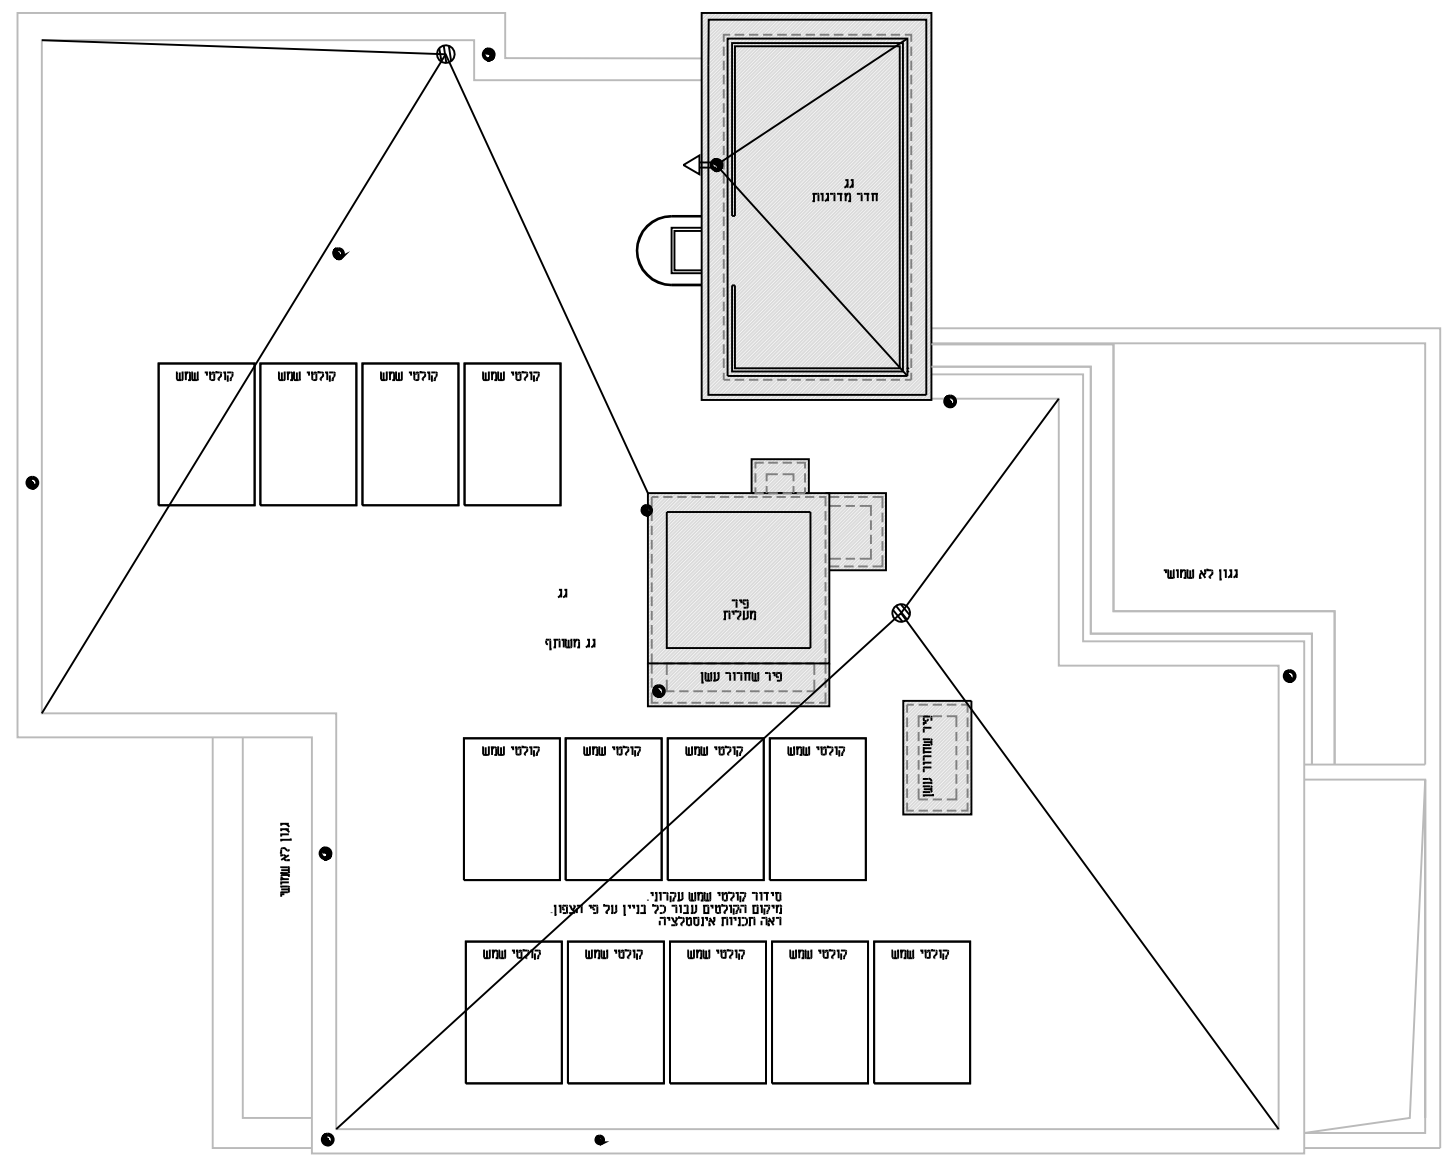 גג
חדר מדרגות
קולטי שמש
קולטי שמש
קולטי שמש
קולטי שמש
גגון לא שמושי
גג
פיר
מעלית
גג משותף
פיר שחרור עשן
פיר שחרור עשן
קולטי שמש
קולטי שמש
קולטי שמש
קולטי שמש
גגון לא שמושי
סידור קולטי שמש עקרוני.
מיקום הקולטים עבור כל בניין על פי הצפון.
ראה תכניות אינסטלציה
קולטי שמש
קולטי שמש
קולטי שמש
קולטי שמש
קולטי שמש